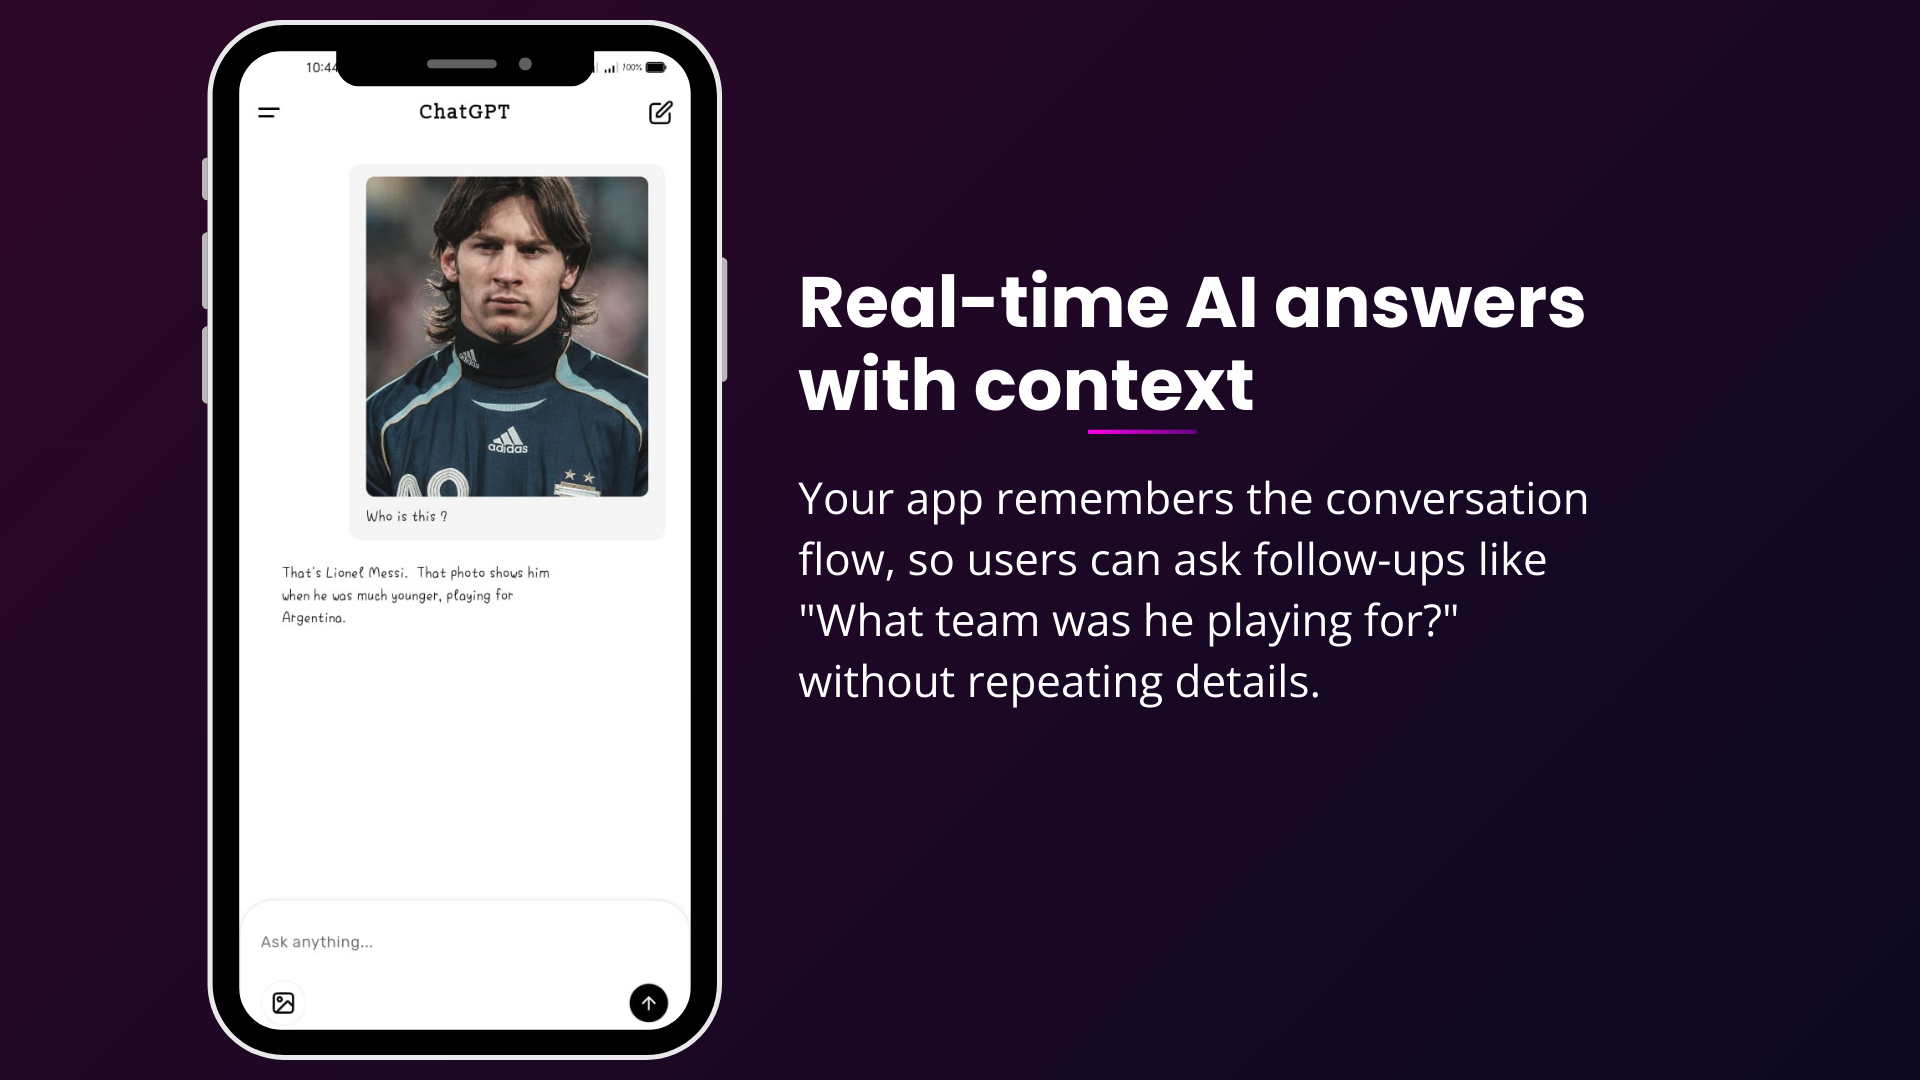 10:44
100%
ChatGPT
adidas
Who is this ?
That's Lionel Messi. That photo shows him
when he was much younger, playing for
Argentina.
Ask anything...
Real-time AI answers
with context
Your app remembers the conversation
flow, so users can ask follow-ups like
"What team was he playing for?"
without repeating details.